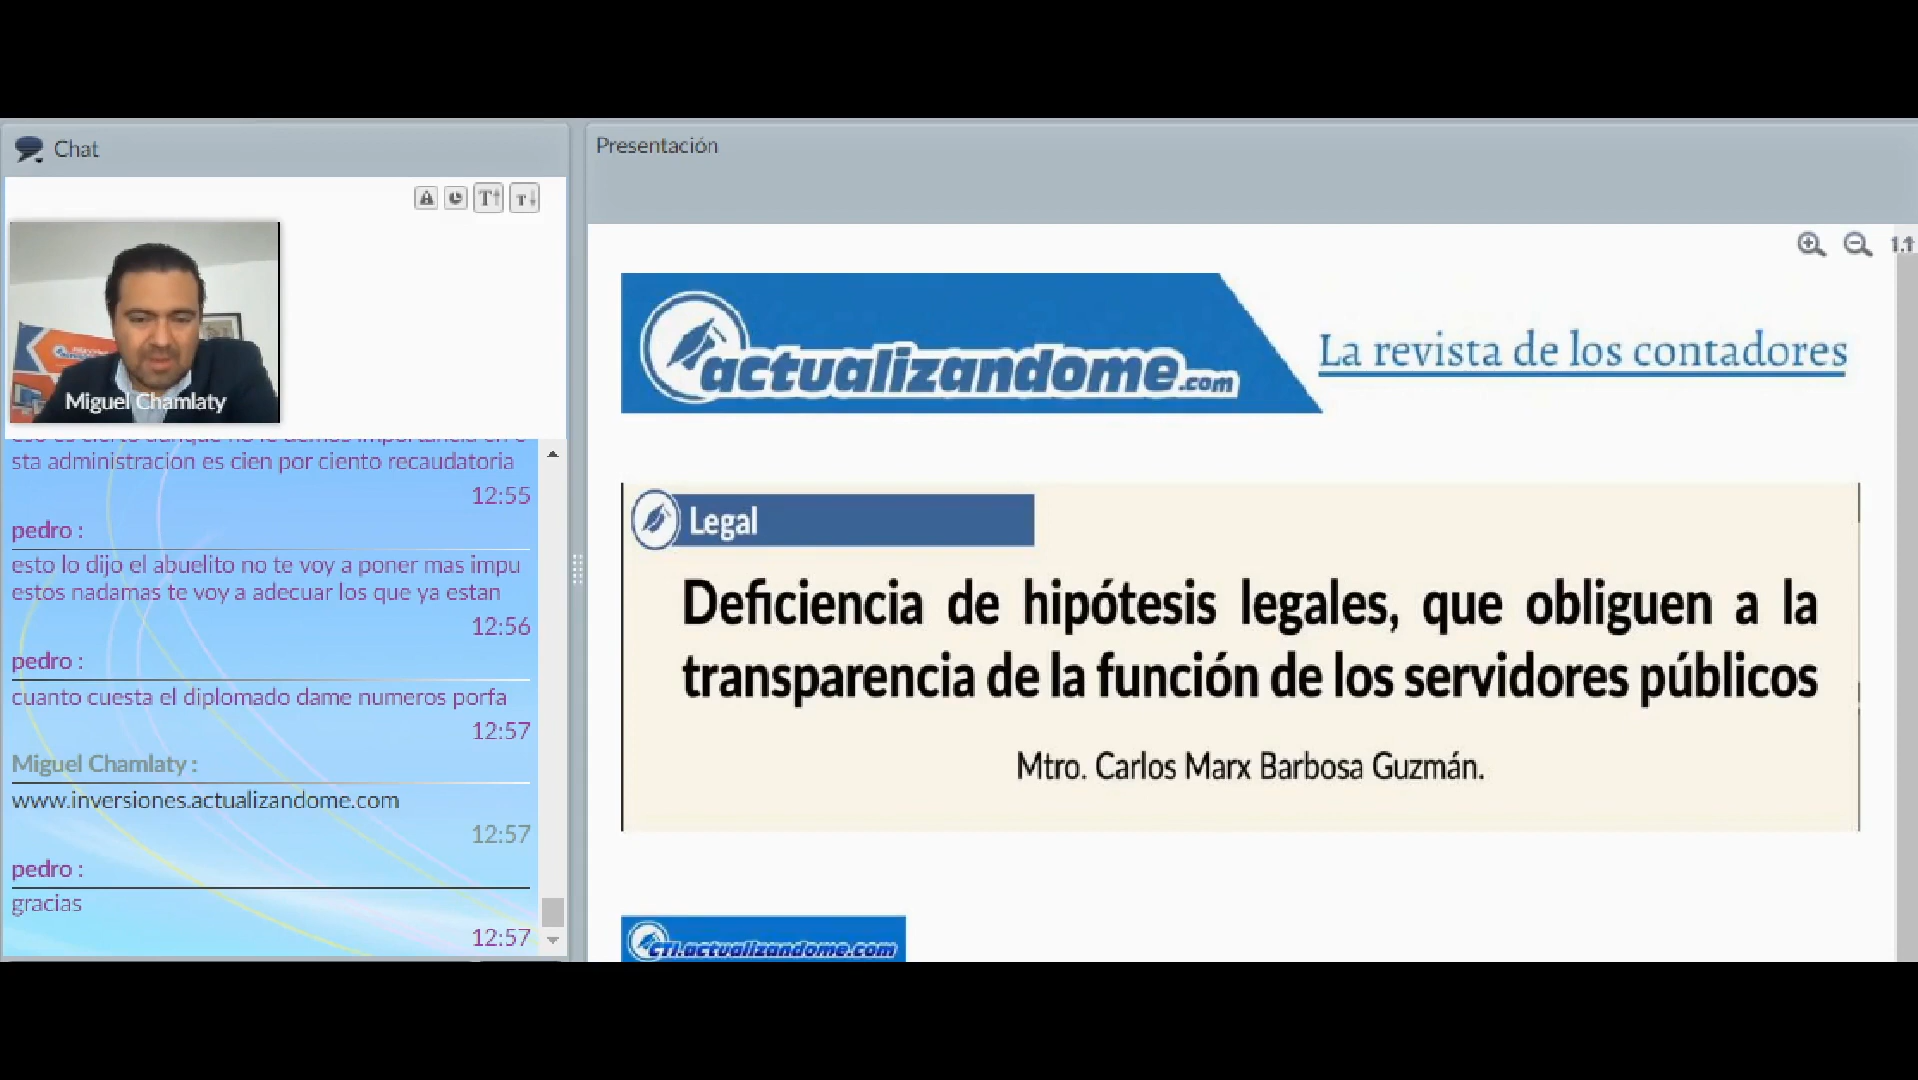 Chat
T
T
Miguel Chamlaty
sta administracion es cien por ciento recaudatoria
12:55
pedro :
esto lo dijo el abuelito no te voy a poner mas impu
estos nadamas te voy a adecuar los que ya estan
12:56
pedro :
cuanto cuesta el diplomado dame numeros porfa
12:57
Miguel Chamlaty :
www.inversiones.actualizandome.com
12:57
pedro :
gracias
12:57
Presentación
actualizandome.com
La revista de los contadores
Legal
Deficiencia de hipótesis legales, que obliguen a la
transparencia de la función de los servidores públicos
Mtro. Carlos Marx Barbosa Guzmán.
CTI.actualizandome.com